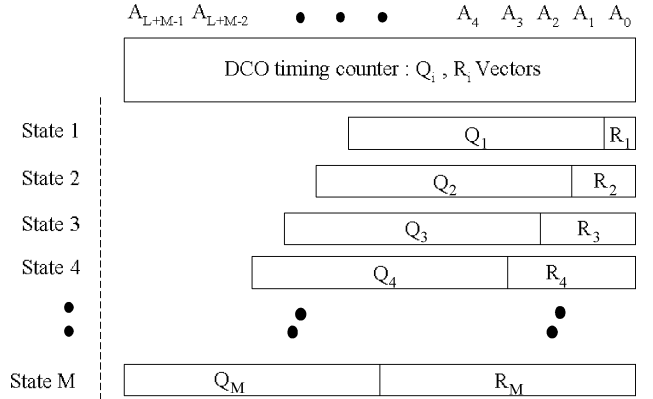 A_{L+M-1} A_{L+M-2} • • • A_4 A_3 A_2 A_1 A_0
DCO timing counter : Q_i , R_i Vectors
State 1 Q_1 R_1
State 2 Q_2 R_2
State 3 Q_3 R_3
State 4 Q_4 R_4
State M Q_M R_M